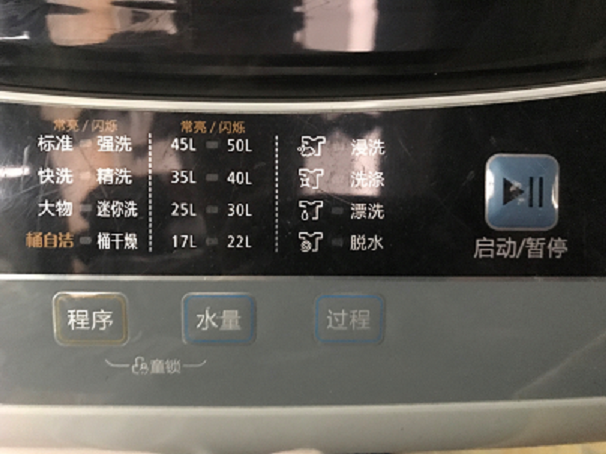 常亮/闪烁 常亮/闪烁
标准 强洗 45L 50L 浸洗
快洗 精洗 35L 40L 洗涤
大物 迷你洗 25L 30L 漂洗
桶自洁 桶干燥 17L 22L 脱水
启动/暂停
程序 水量 过程
童锁